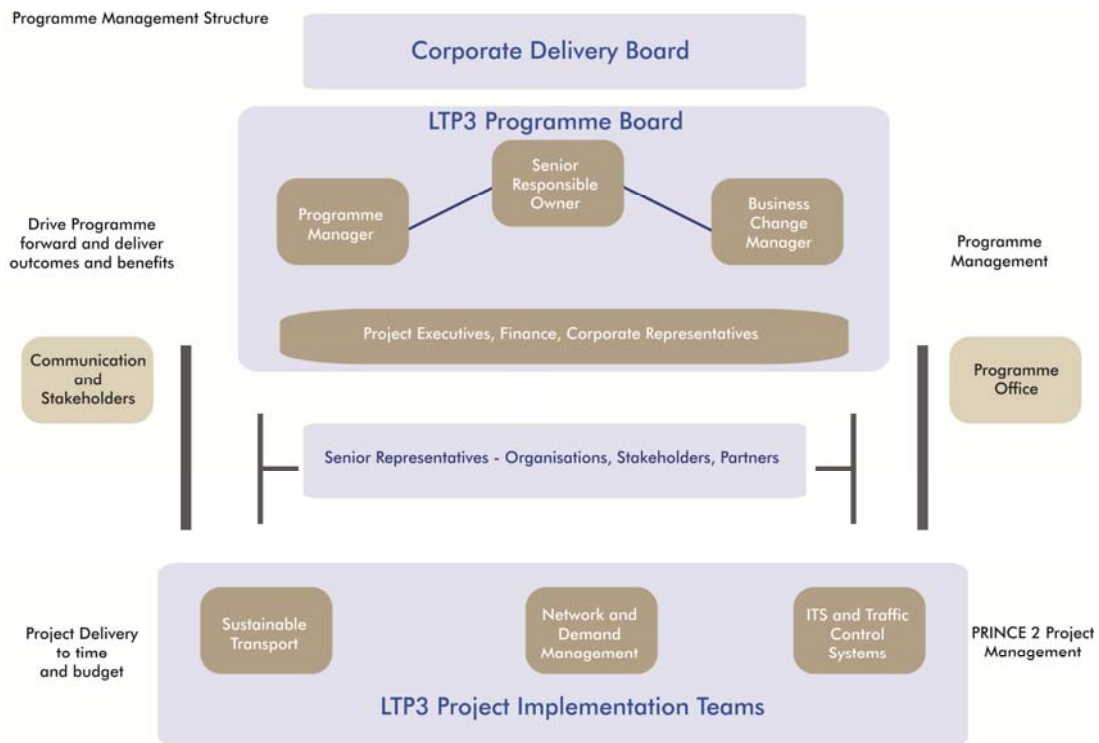 Programme Management Structure
Corporate Delivery Board
LTP3 Programme Board
Senior
Responsible
Owner
Programme
Manager
Business
Change
Manager
Drive Programme
forward and deliver
outcomes and benefits
Programme
Management
Project Executives, Finance, Corporate Representatives
Communication
and
Stakeholders
Programme
Office
Senior Representatives - Organisations, Stakeholders, Partners
Sustainable
Transport
Network and
Demand
Management
ITS and Traffic
Control
Systems
Project Delivery
to time
and budget
PRINCE 2 Project
Management
LTP3 Project Implementation Teams